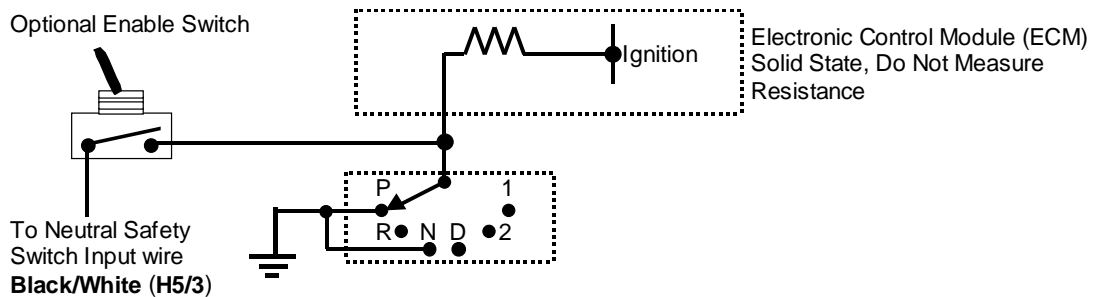 Optional Enable Switch
Ignition
Electronic Control Module (ECM)
Solid State, Do Not Measure
Resistance
P 1
R N D 2
To Neutral Safety
Switch Input wire
Black/White (H5/3)